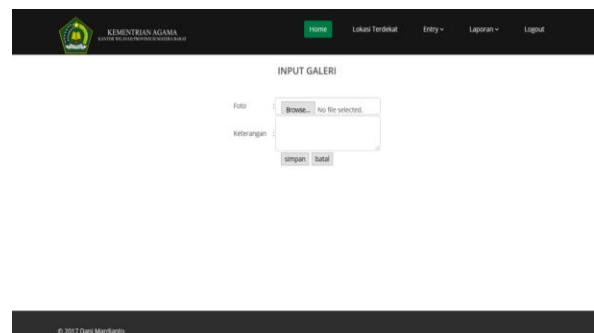 KEMENTRIAN AGAMA
Home Lokasi Terdekat Entry Laporan Logout
INPUT GALERI
Foto : Browse... No file selected.
Keterangan :
simpan batal
© 2017 Dani Mardianto